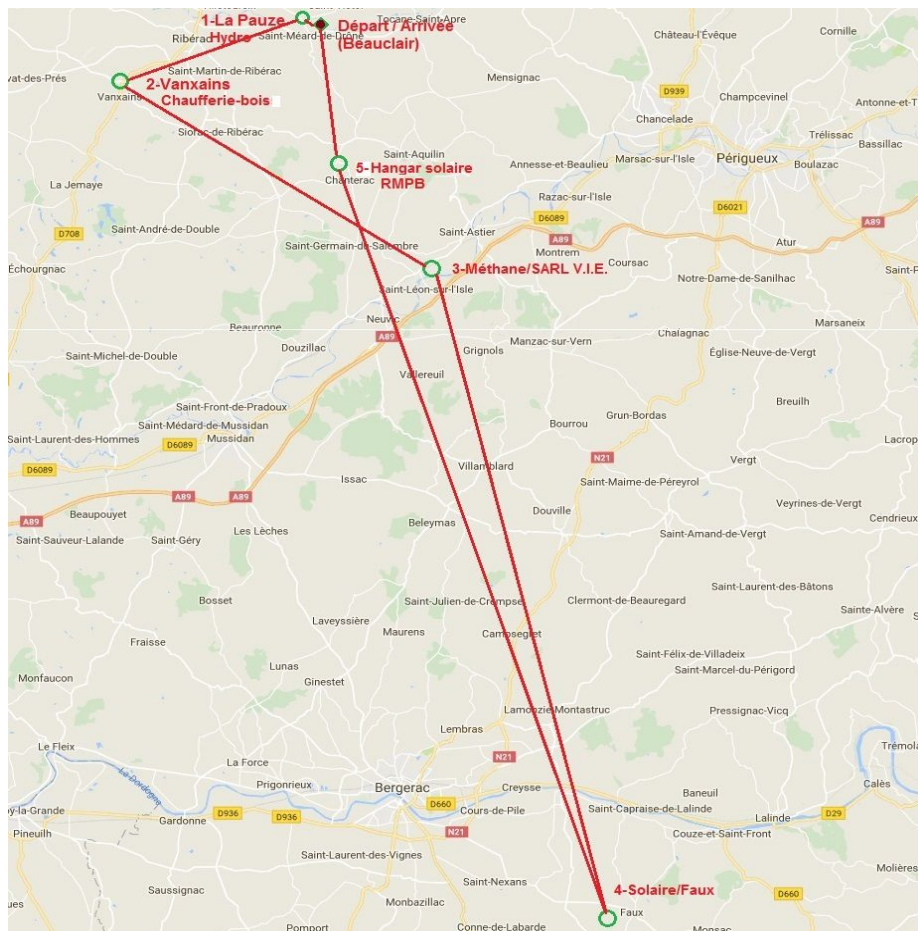 1-La Pauze
Hydro
Départ / Arrivée
(Beauclair)
Tocane-Saint-Apre
Ribérac
Saint-Méard-de-Drône
Château-l'Évêque
Cornille
Saint-Martin-de-Ribérac
vat-des-Prés
2-Vanxains
Chaufferie-bois
Vanxains
Mensignac
D939
Champcevinel
Antonne-et
Chancelade
Siorac-de-Ribérac
Trélissac
Bassillac
Saint-Aquilin
Annesse-et-Beaulieu
Marsac-sur-l'Isle
Périgueux
Boulazac
5-Hangar solaire
RMPB
Chanterac
La Jemaye
Razac-sur-l'Isle
D6021
D708
Saint-André-de-Double
Saint-Astier
D6089
A89
A89
Atur
Saint-Germain-du-Salembre
Montrem
Coursac
Échourgnac
3-Méthane/SARL V.I.E.
Notre-Dame-de-Sanilhac
Saint-Léon-sur-l'Isle
Beauronne
Neuvic
Marsaneix
A89
Douzillac
Manzac-sur-Vern
Chalagnac
Grignols
Église-Neuve-de-Vergt
Saint-Michel-de-Double
Vallereuil
Breuilh
Saint-Front-de-Pradoux
Grun-Bordas
Saint-Médard-de-Mussidan
Bourrou
Saint-Laurent-des-Hommes
D6089
Mussidan
Lacrop
D6089
N21
Vergt
Villamblard
Issac
Saint-Maime-de-Péreyrol
A89
A89
Beaupouyet
Veyrines-de-Vergt
A89
Douville
Beleymas
Cendrieux
Les Lèches
Saint-Amand-de-Vergt
Saint-Sauveur-Lalande
Saint-Géry
Saint-Laurent-des-Bâtons
Bosset
Saint-Julien-de-Crempse
Clermont-de-Beauregard
Sainte-Alvère
Laveyssière
Maurens
Campsegret
Fraisse
Saint-Félix-de-Villadeix
Lunas
Saint-Marcel-du-Périgord
Monfaucon
Ginestet
Lamonzie-Montastruc
Pressignac-Vicq
Lembras
Le Fleix
Trémola
La Force
N21
La Dordogne
Prigonrieux
Bergerac
Creysse
Baneuil
Calès
oy-la-Grande
D660
Saint-Capraise-de-Lalinde
Gardonne
D936
D936
Cours-de-Pile
Lalinde
D29
Pineuilh
N21
Couze-et-Saint-Front
Saint-Laurent-des-Vignes
Molières
Saint-Nexans
Saussignac
4-Solaire/Faux
D660
Monbazillac
Faux
Pomport
Conne-de-Labarde
Monsac